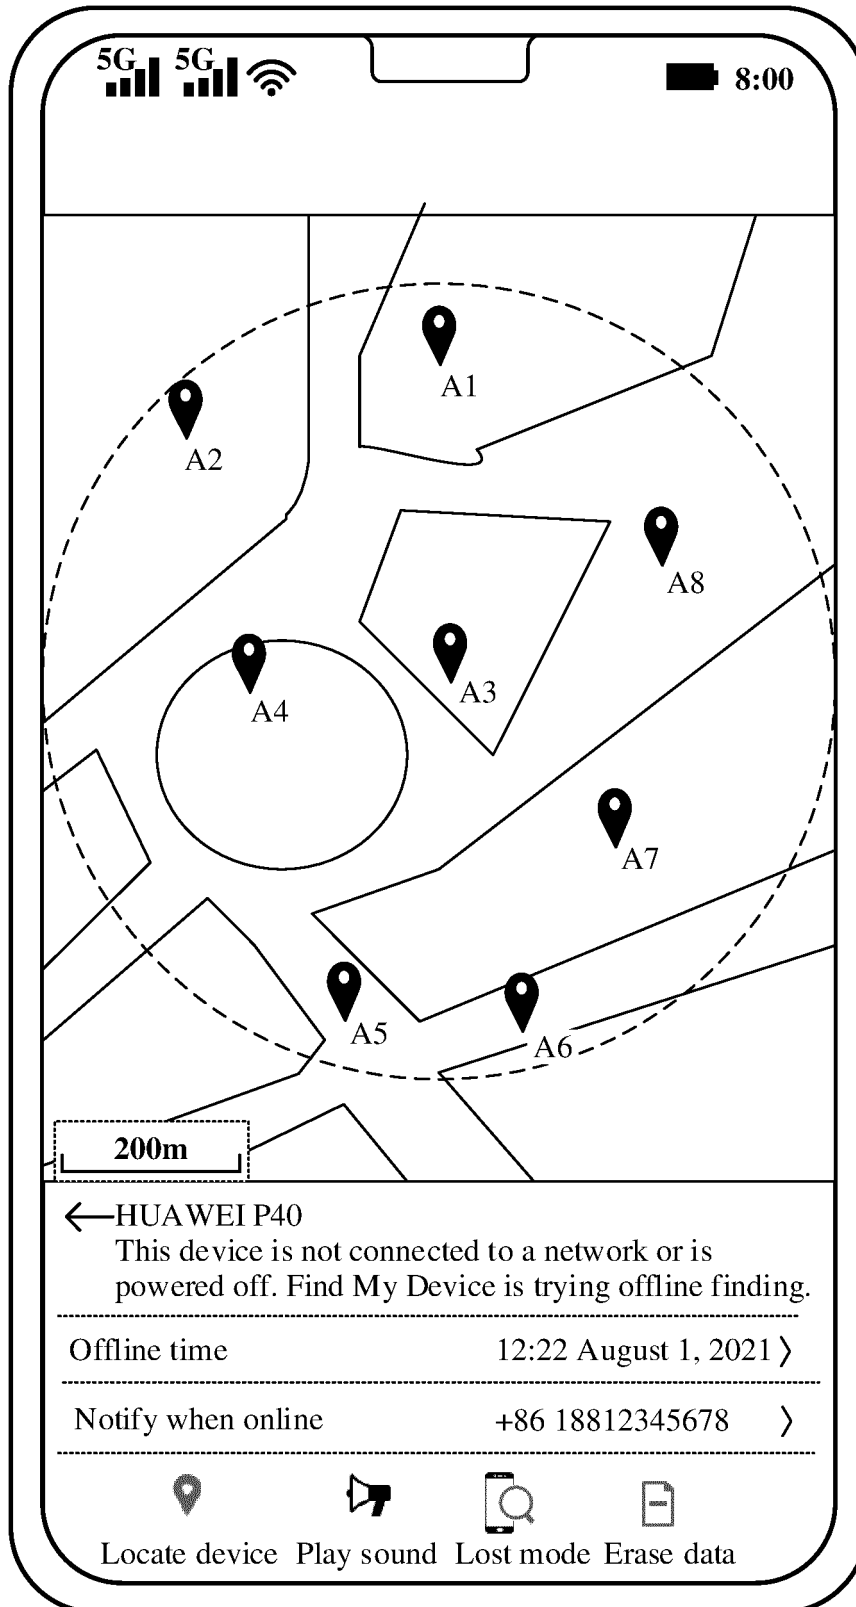 5G 5G 8:00
A1
A2
A8
A3
A4
A7
A5
A6
200m
HUAWEI P40
This device is not connected to a network or is
powered off. Find My Device is trying offline finding.
Offline time 12:22 August 1, 2021
Notify when online +86 18812345678
Locate device Play sound Lost mode Erase data